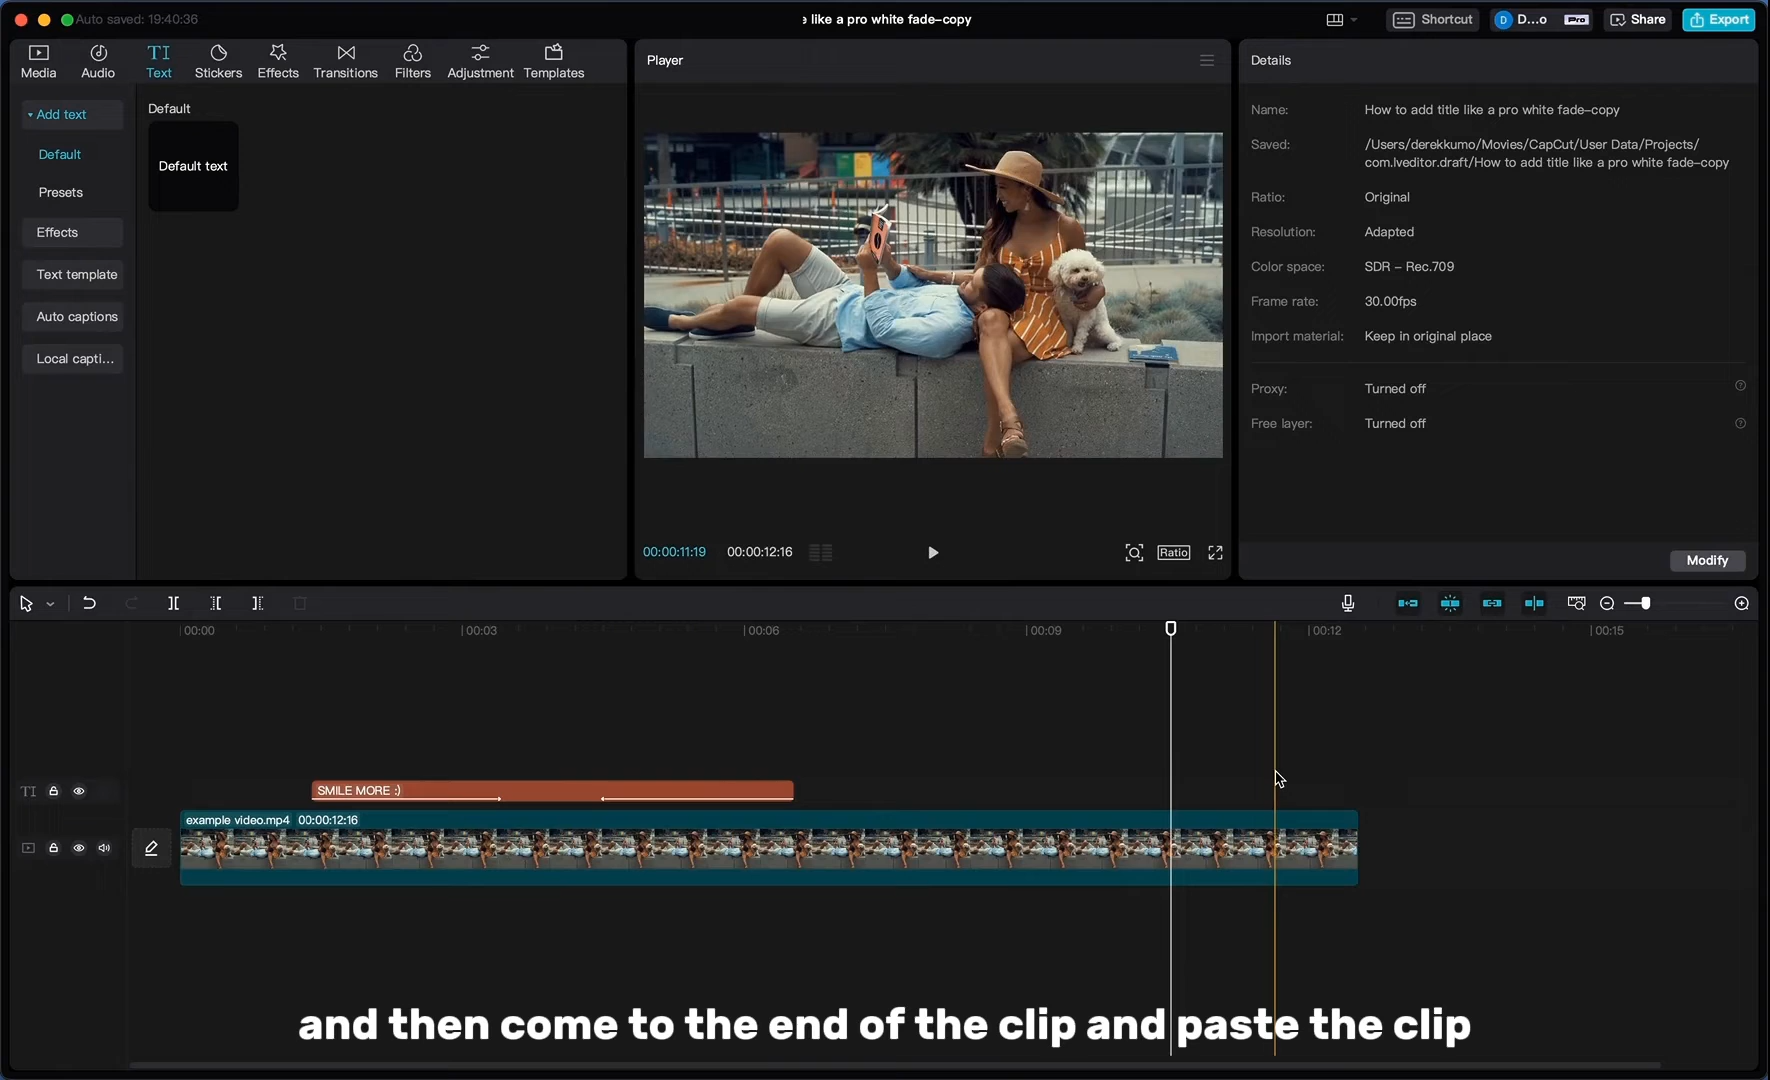 Auto saved: 19:40:36
e like a pro white fade-copy
Shortcut
D...o
Pro
Share
Export
Media
Audio
TI
Text
Stickers
Effects
Transitions
Filters
Adjustment
Templates
Add text
Default
Presets
Effects
Text template
Auto captions
Local capti...
Default
Default text
Player
00:00:11:19
00:00:12:16
Ratio
Details
Name: How to add title like a pro white fade-copy
Saved: /Users/derekkumo/Movies/CapCut/User Data/Projects/
com.lveditor.draft/How to add title like a pro white fade-copy
Ratio: Original
Resolution: Adapted
Color space: SDR – Rec.709
Frame rate: 30.00fps
Import material: Keep in original place
Proxy: Turned off
Free layer: Turned off
Modify
00:00 00:03 00:06 00:09 00:12 00:15
TI
SMILE MORE :)
example video.mp4 00:00:12:16
and then come to the end of the clip and paste the clip